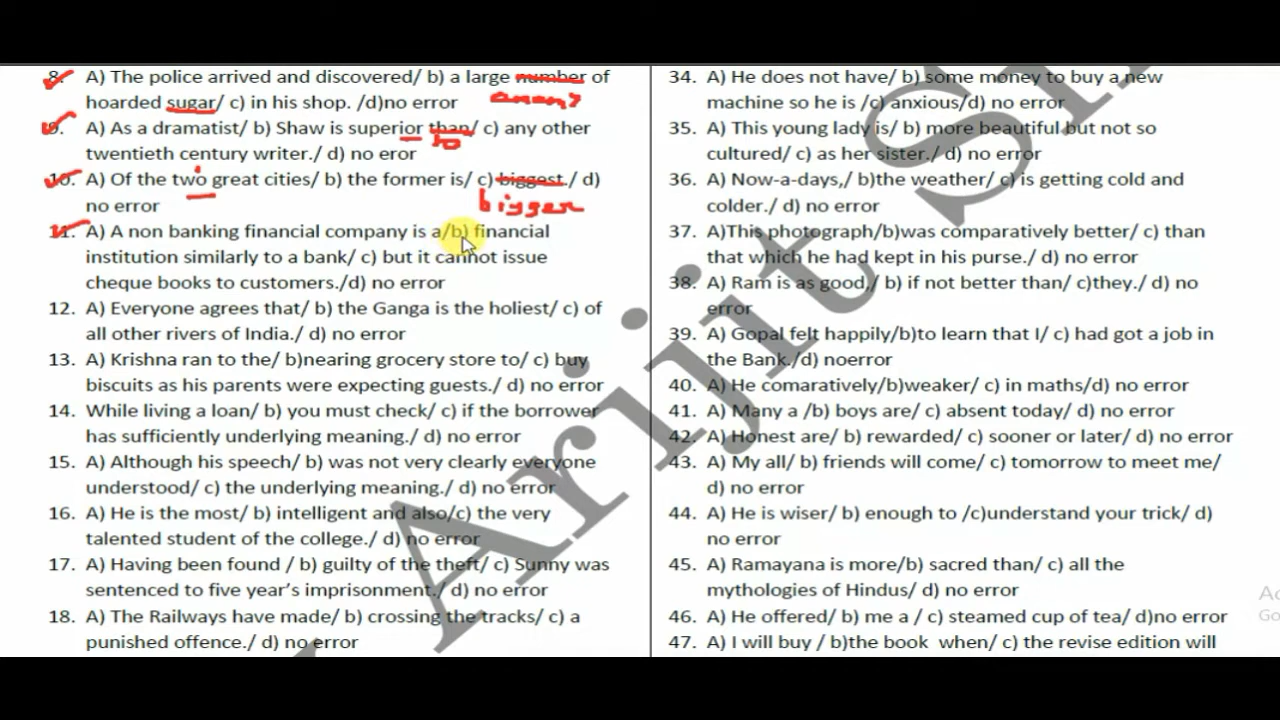 8. A) The police arrived and discovered/ b) a large number of
hoarded sugar/ c) in his shop. /d)no error
9. A) As a dramatist/ b) Shaw is superior than/ c) any other
to
twentieth century writer./ d) no eror
10. A) Of the two great cities/ b) the former is/ c) biggest./ d)
no error
bigger
11. A) A non banking financial company is a/b) financial
institution similarly to a bank/ c) but it cannot issue
cheque books to customers./d) no error
12. A) Everyone agrees that/ b) the Ganga is the holiest/ c) of
all other rivers of India./ d) no error
13. A) Krishna ran to the/ b)nearing grocery store to/ c) buy
biscuits as his parents were expecting guests./ d) no error
14. While living a loan/ b) you must check/ c) if the borrower
has sufficiently underlying meaning./ d) no error
15. A) Although his speech/ b) was not very clearly everyone
understood/ c) the underlying meaning./ d) no error
16. A) He is the most/ b) intelligent and also/c) the very
talented student of the college./ d) no error
17. A) Having been found / b) guilty of the theft/ c) Sunny was
sentenced to five year's imprisonment./ d) no error
18. A) The Railways have made/ b) crossing the tracks/ c) a
punished offence./ d) no error
34. A) He does not have/ b) some money to buy a new
machine so he is /c) anxious/d) no error
35. A) This young lady is/ b) more beautiful but not so
cultured/ c) as her sister./ d) no error
36. A) Now-a-days,/ b)the weather/ c) is getting cold and
colder./ d) no error
37. A)This photograph/b)was comparatively better/ c) than
that which he had kept in his purse./ d) no error
38. A) Ram is as good,/ b) if not better than/ c)they./ d) no
error
39. A) Gopal felt happily/b)to learn that I/ c) had got a job in
the Bank./d) noerror
40. A) He comaratively/b)weaker/ c) in maths/d) no error
41. A) Many a /b) boys are/ c) absent today/ d) no error
42. A) Honest are/ b) rewarded/ c) sooner or later/ d) no error
43. A) My all/ b) friends will come/ c) tomorrow to meet me/
d) no error
44. A) He is wiser/ b) enough to /c)understand your trick/ d)
no error
45. A) Ramayana is more/b) sacred than/ c) all the
mythologies of Hindus/ d) no error
46. A) He offered/ b) me a / c) steamed cup of tea/ d)no error
47. A) I will buy / b)the book when/ c) the revise edition will
Arijit